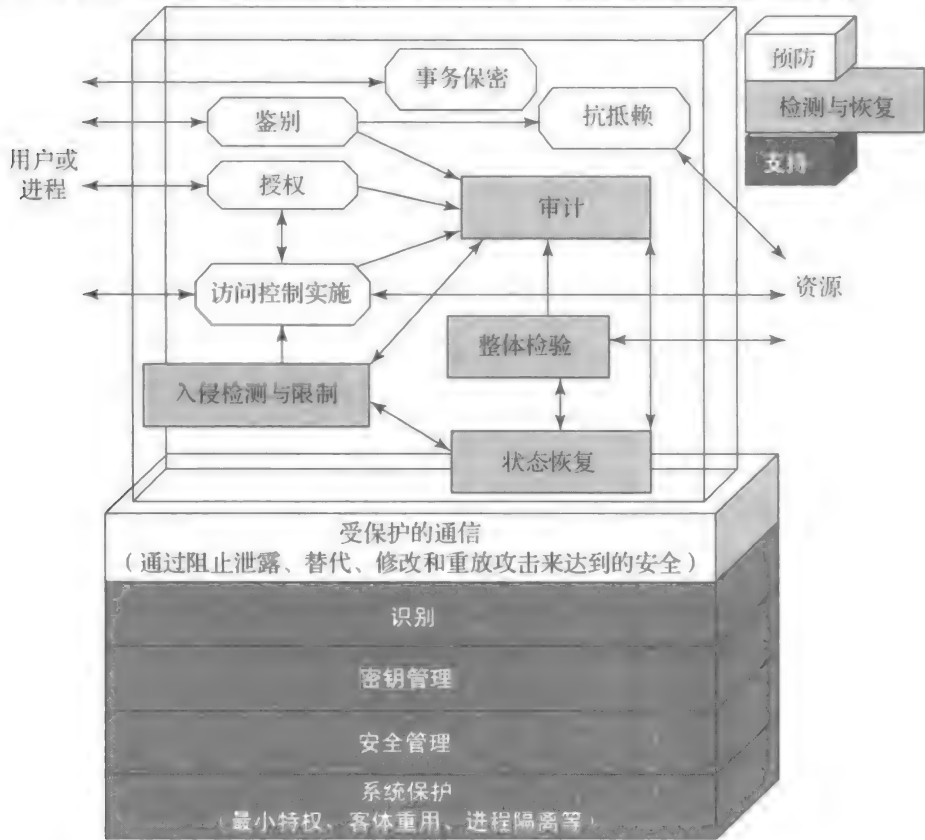 预防
事务保密
检测与恢复
鉴别
抗抵赖
支持
用户或
进程
授权
审计
访问控制实施
资源
整体检验
入侵检测与限制
状态恢复
受保护的通信
（通过阻止泄露、替代、修改和重放攻击来达到的安全）
识别
密钥管理
安全管理
系统保护
（最小特权、客体重用、进程隔离等）